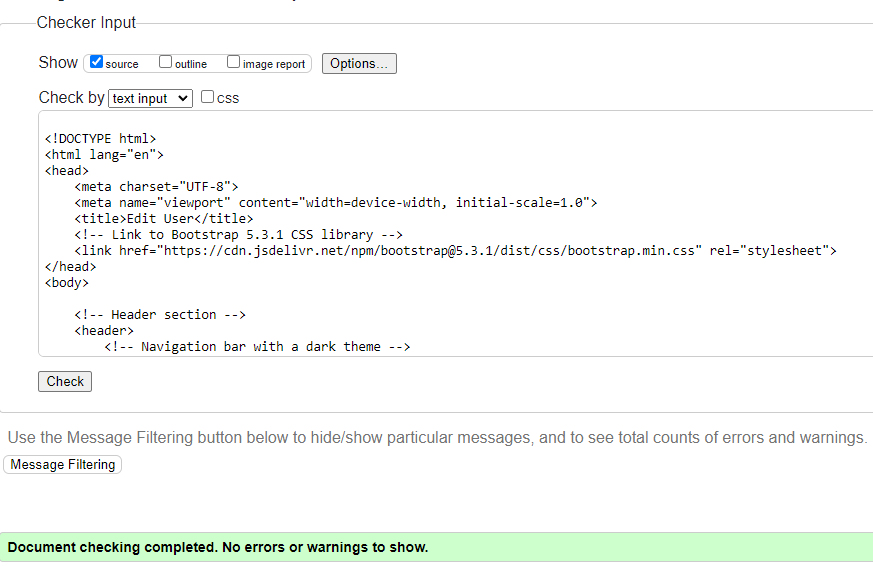 Checker Input
Show source outline image report Options...
Check by text input css
<!DOCTYPE html>
<html lang="en">
<head>
    <meta charset="UTF-8">
    <meta name="viewport" content="width=device-width, initial-scale=1.0">
    <title>Edit User</title>
    <!-- Link to Bootstrap 5.3.1 CSS library -->
    <link href="https://cdn.jsdelivr.net/npm/bootstrap@5.3.1/dist/css/bootstrap.min.css" rel="stylesheet">
</head>
<body>
    <!-- Header section -->
    <header>
        <!-- Navigation bar with a dark theme -->
Check
Use the Message Filtering button below to hide/show particular messages, and to see total counts of errors and warnings.
Message Filtering
Document checking completed. No errors or warnings to show.